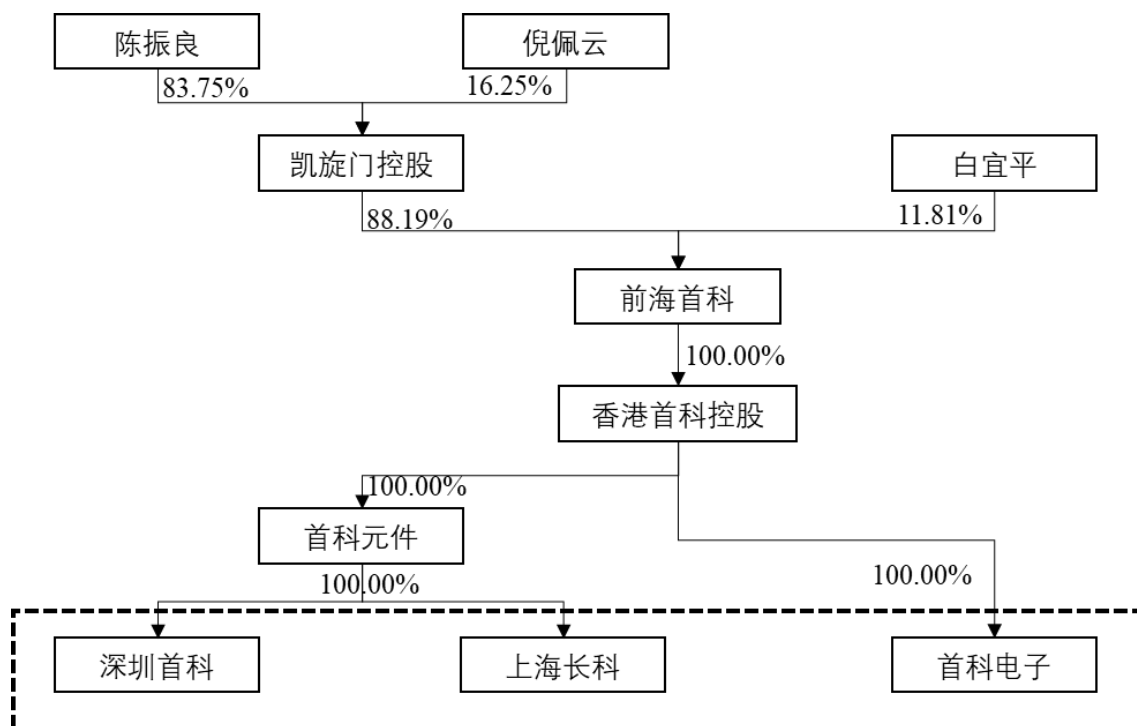 陈振良
倪佩云
83.75%
16.25%
凯旋门控股
白宜平
88.19%
11.81%
前海首科
100.00%
香港首科控股
100.00%
首科元件
100.00%
100.00%
深圳首科
上海长科
首科电子